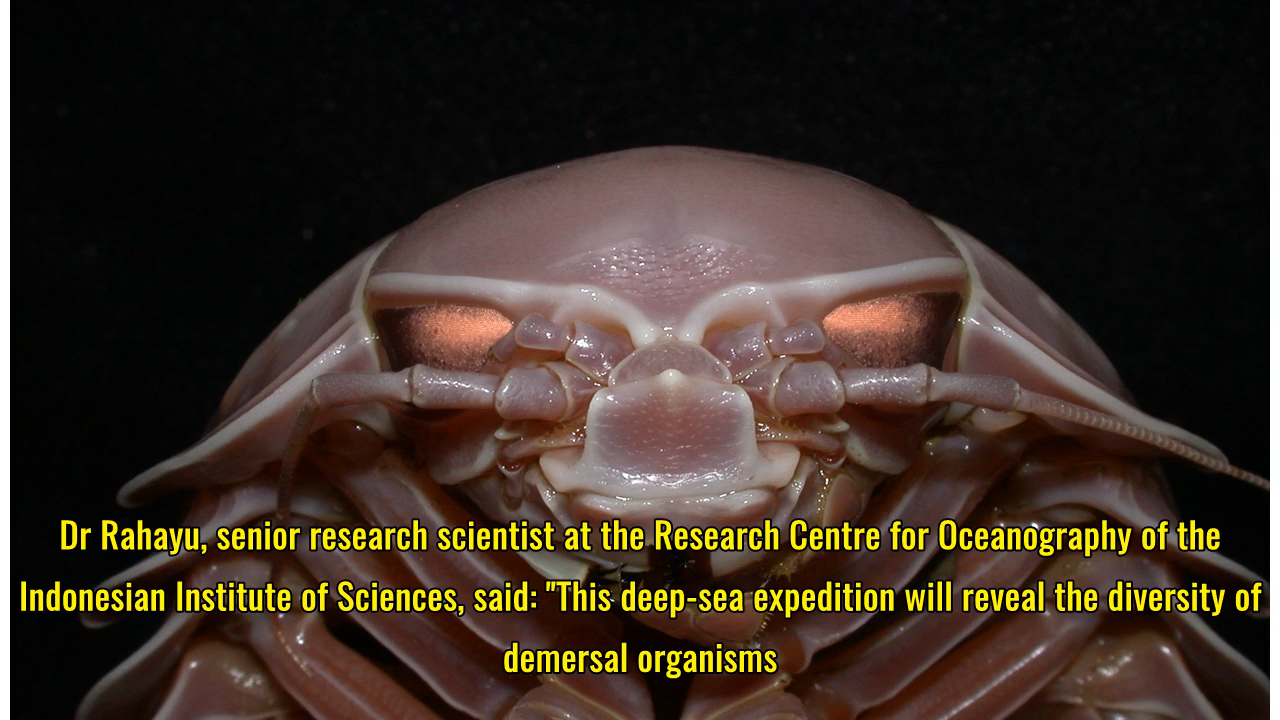 Dr Rahayu, senior research scientist at the Research Centre for Oceanography of the
Indonesian Institute of Sciences, said: "This deep-sea expedition will reveal the diversity of
demersal organisms